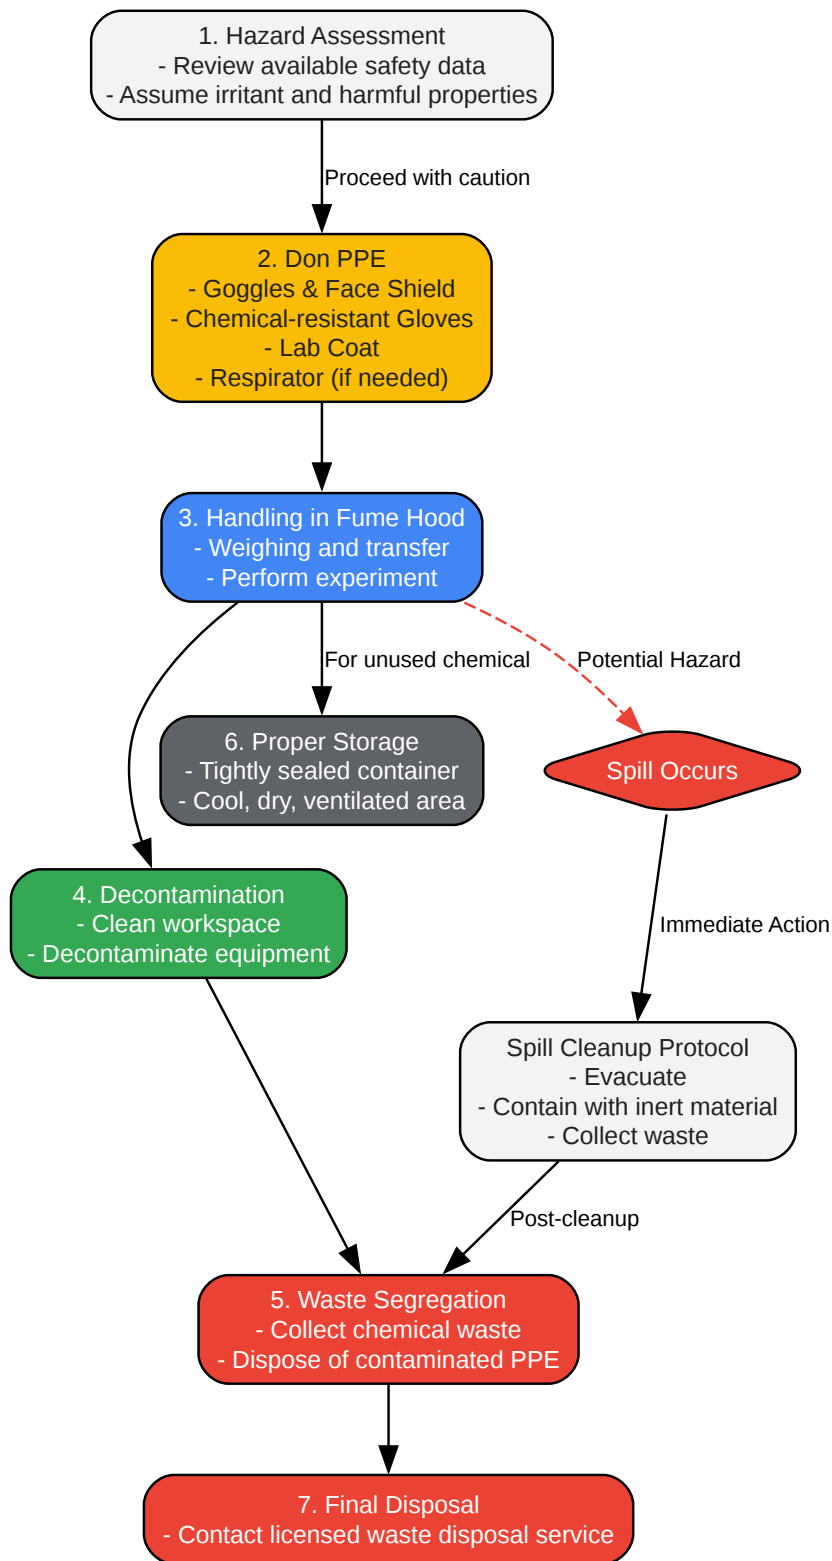 1. Hazard Assessment
- Review available safety data
- Assume irritant and harmful properties
Proceed with caution
2. Don PPE
- Goggles & Face Shield
- Chemical-resistant Gloves
- Lab Coat
- Respirator (if needed)
3. Handling in Fume Hood
- Weighing and transfer
- Perform experiment
For unused chemical
Potential Hazard
6. Proper Storage
- Tightly sealed container
- Cool, dry, ventilated area
Spill Occurs
4. Decontamination
- Clean workspace
- Decontaminate equipment
Immediate Action
Spill Cleanup Protocol
- Evacuate
- Contain with inert material
- Collect waste
Post-cleanup
5. Waste Segregation
- Collect chemical waste
- Dispose of contaminated PPE
7. Final Disposal
- Contact licensed waste disposal service